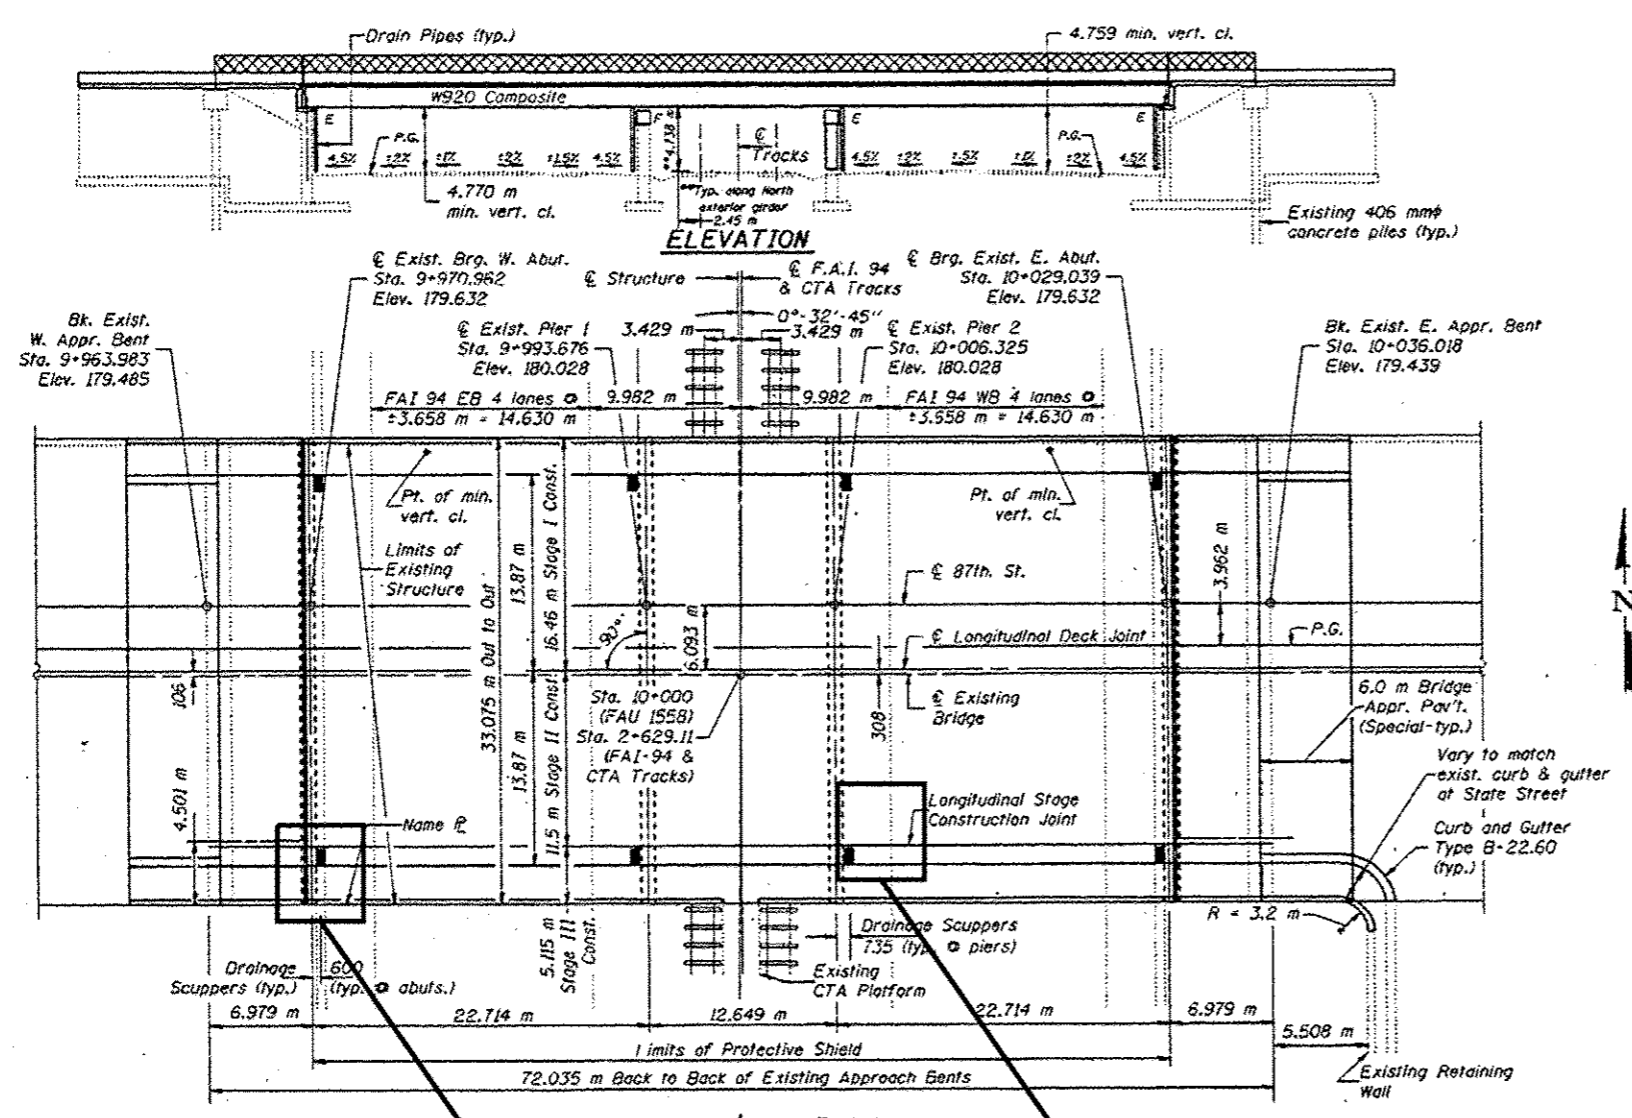 Drain Pipes (typ.)
4.759 min. vert. cl.
W920 Composite
E
F
E
E
P.G.
**4.738 m
℄
Tracks
P.G.
4.5%
±2%
±1%
±2%
±1.5%
4.5%
4.5%
±2%
±.5%
±1%
±2%
4.5%
4.770 m
min. vert. cl.
**Typ. along North
exterior girder
2.45 m
Existing 406 mmϕ
concrete piles (typ.)
ELEVATION
℄ Exist. Brg. W. Abut.
Sta. 9+970.962
Elev. 179.632
℄ Structure
℄ F.A.I. 94
& CTA Tracks
℄ Brg. Exist. E. Abut.
Sta. 10+029.039
Elev. 179.632
0°-32'-45"
Bk. Exist.
W. Appr. Bent
Sta. 9+963.983
Elev. 179.485
℄ Exist. Pier 1
Sta. 9+993.676
Elev. 180.028
3.429 m
3.429 m
℄ Exist. Pier 2
Sta. 10+006.325
Elev. 180.028
Bk. Exist. E. Appr. Bent
Sta. 10+036.018
Elev. 179.439
FAI 94 EB 4 lanes @
±3.658 m = 14.630 m
9.982 m
9.982 m
FAI 94 WB 4 lanes @
±3.658 m = 14.630 m
Pt. of min.
vert. cl.
Pt. of min.
vert. cl.
Limits of
Existing
Structure
33.075 m Out to Out
13.87 m
16.46 m Stage I Const.
90°
6.093 m
℄ 87th. St.
3.962 m
N
℄ Longitudinal Deck Joint
P.G.
106
Sta. 10+000
(FAU 1558)
Sta. 2+629.11
(FAI-94 &
CTA Tracks)
308
℄ Existing
Bridge
6.0 m Bridge
Appr. Pav't.
(Special-typ.)
4.501 m
13.87 m
11.5 m Stage II Const.
Vary to match
exist. curb & gutter
at State Street
Name PL
Longitudinal Stage
Construction Joint
Curb and Gutter
Type B-22.60
(typ.)
R = 3.2 m
5.115 m
Stage III
Const.
Drainage Scuppers
735 (typ. @ piers)
Drainage
Scuppers (typ.)
600
(typ. @ abuts.)
Existing
CTA Platform
6.979 m
22.714 m
12.649 m
22.714 m
6.979 m
5.508 m
Limits of Protective Shield
72.035 m Back to Back of Existing Approach Bents
Existing Retaining
Wall